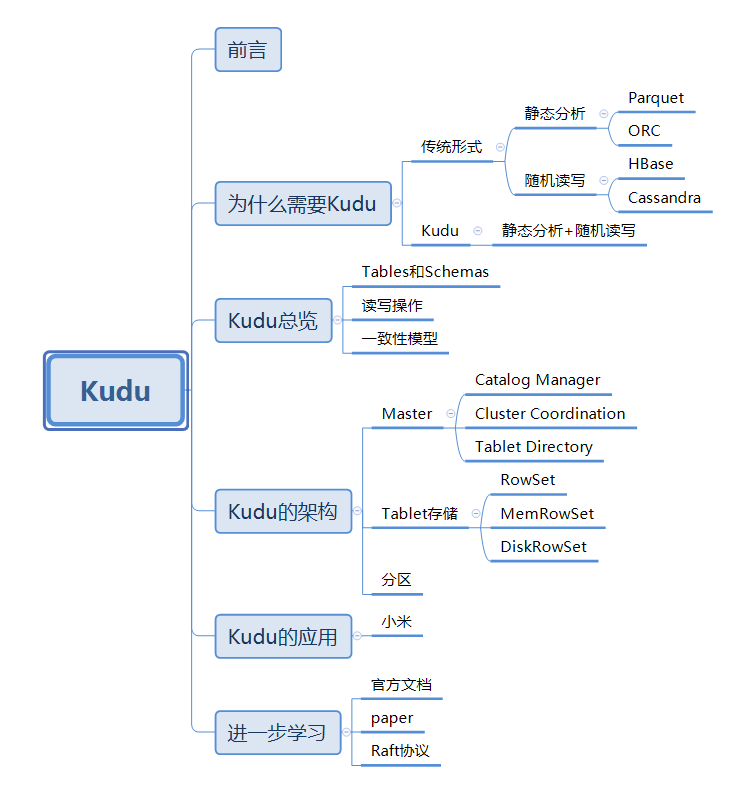 Kudu
前言
为什么需要Kudu
传统形式
静态分析
Parquet
ORC
随机读写
HBase
Cassandra
Kudu
静态分析+随机读写
Kudu总览
Tables和Schemas
读写操作
一致性模型
Kudu的架构
Master
Catalog Manager
Cluster Coordination
Tablet Directory
Tablet存储
RowSet
MemRowSet
DiskRowSet
分区
Kudu的应用
小米
进一步学习
官方文档
paper
Raft协议